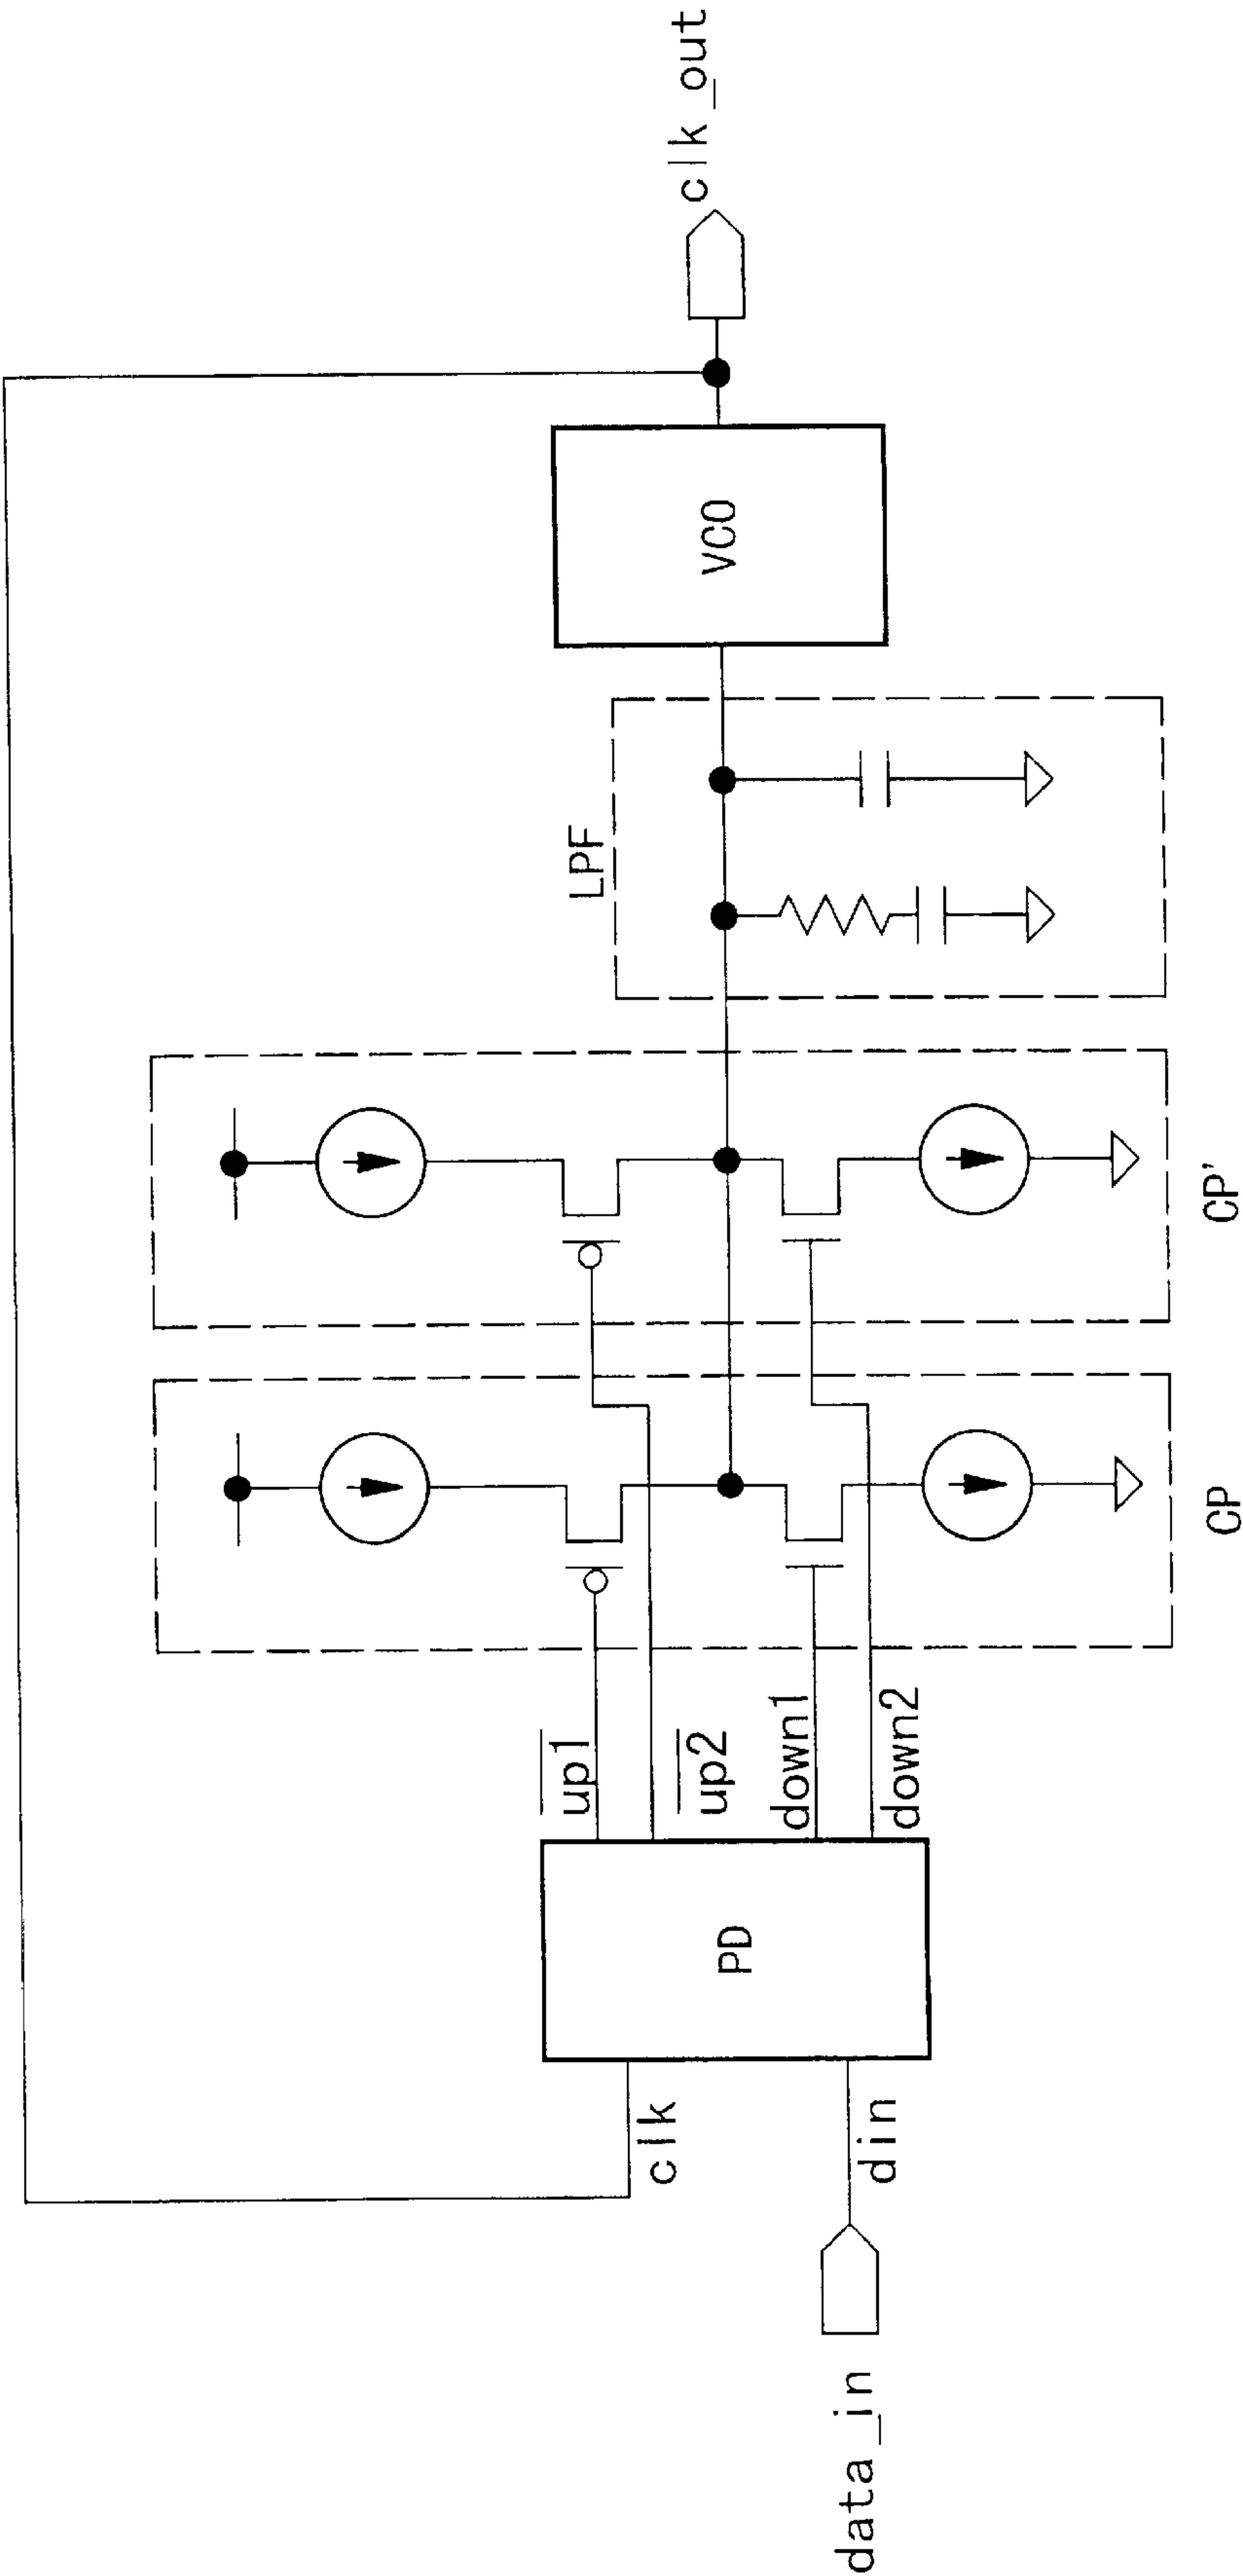 data_in
clk
din
PD
up1
up2
down1
down2
CP
CP'
LPF
VCO
clk_out